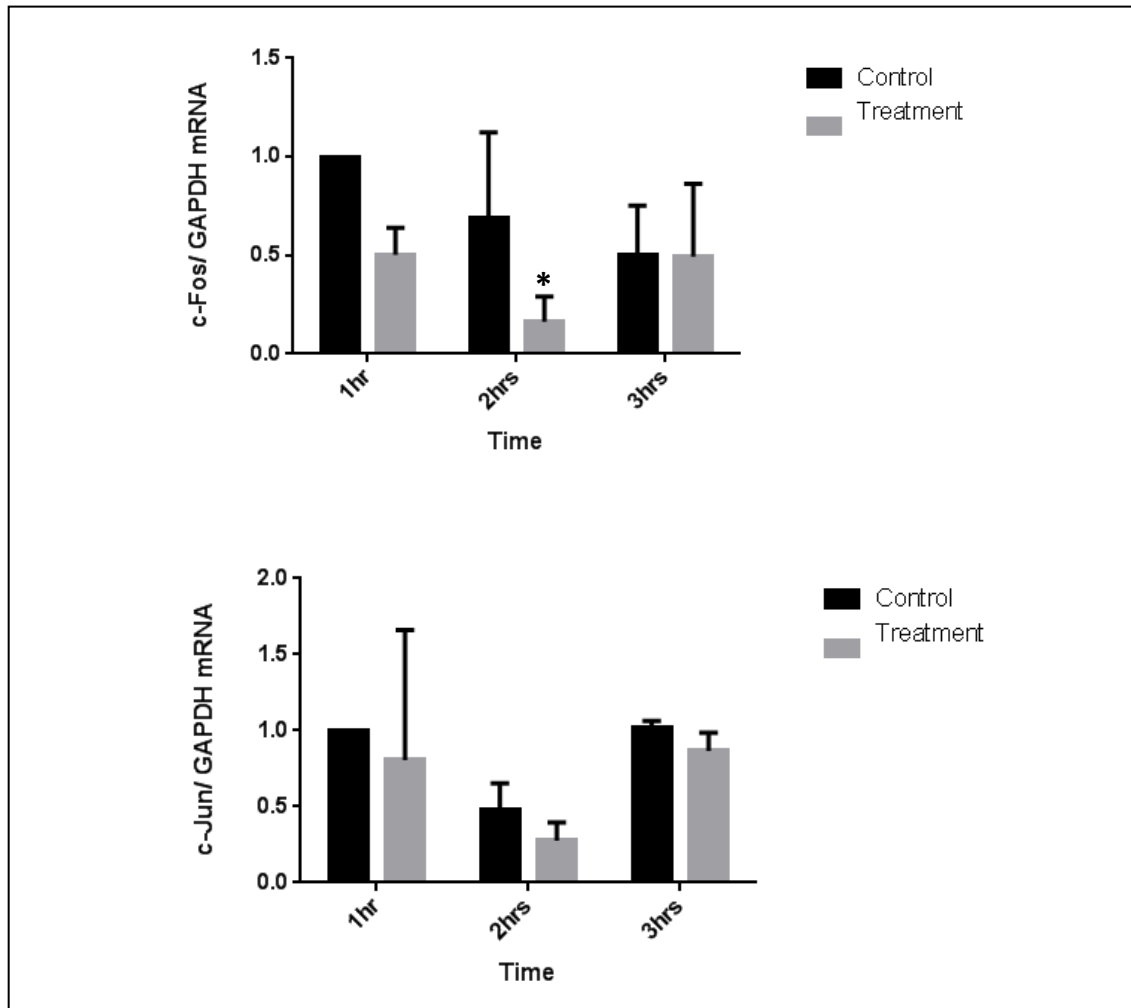 c-Fos/ GAPDH mRNA
1.5
1.0
0.5
0.0
*
1hr
2hrs
3hrs
Time
Control
Treatment
c-Jun/ GAPDH mRNA
2.0
1.5
1.0
0.5
0.0
1hr
2hrs
3hrs
Time
Control
Treatment